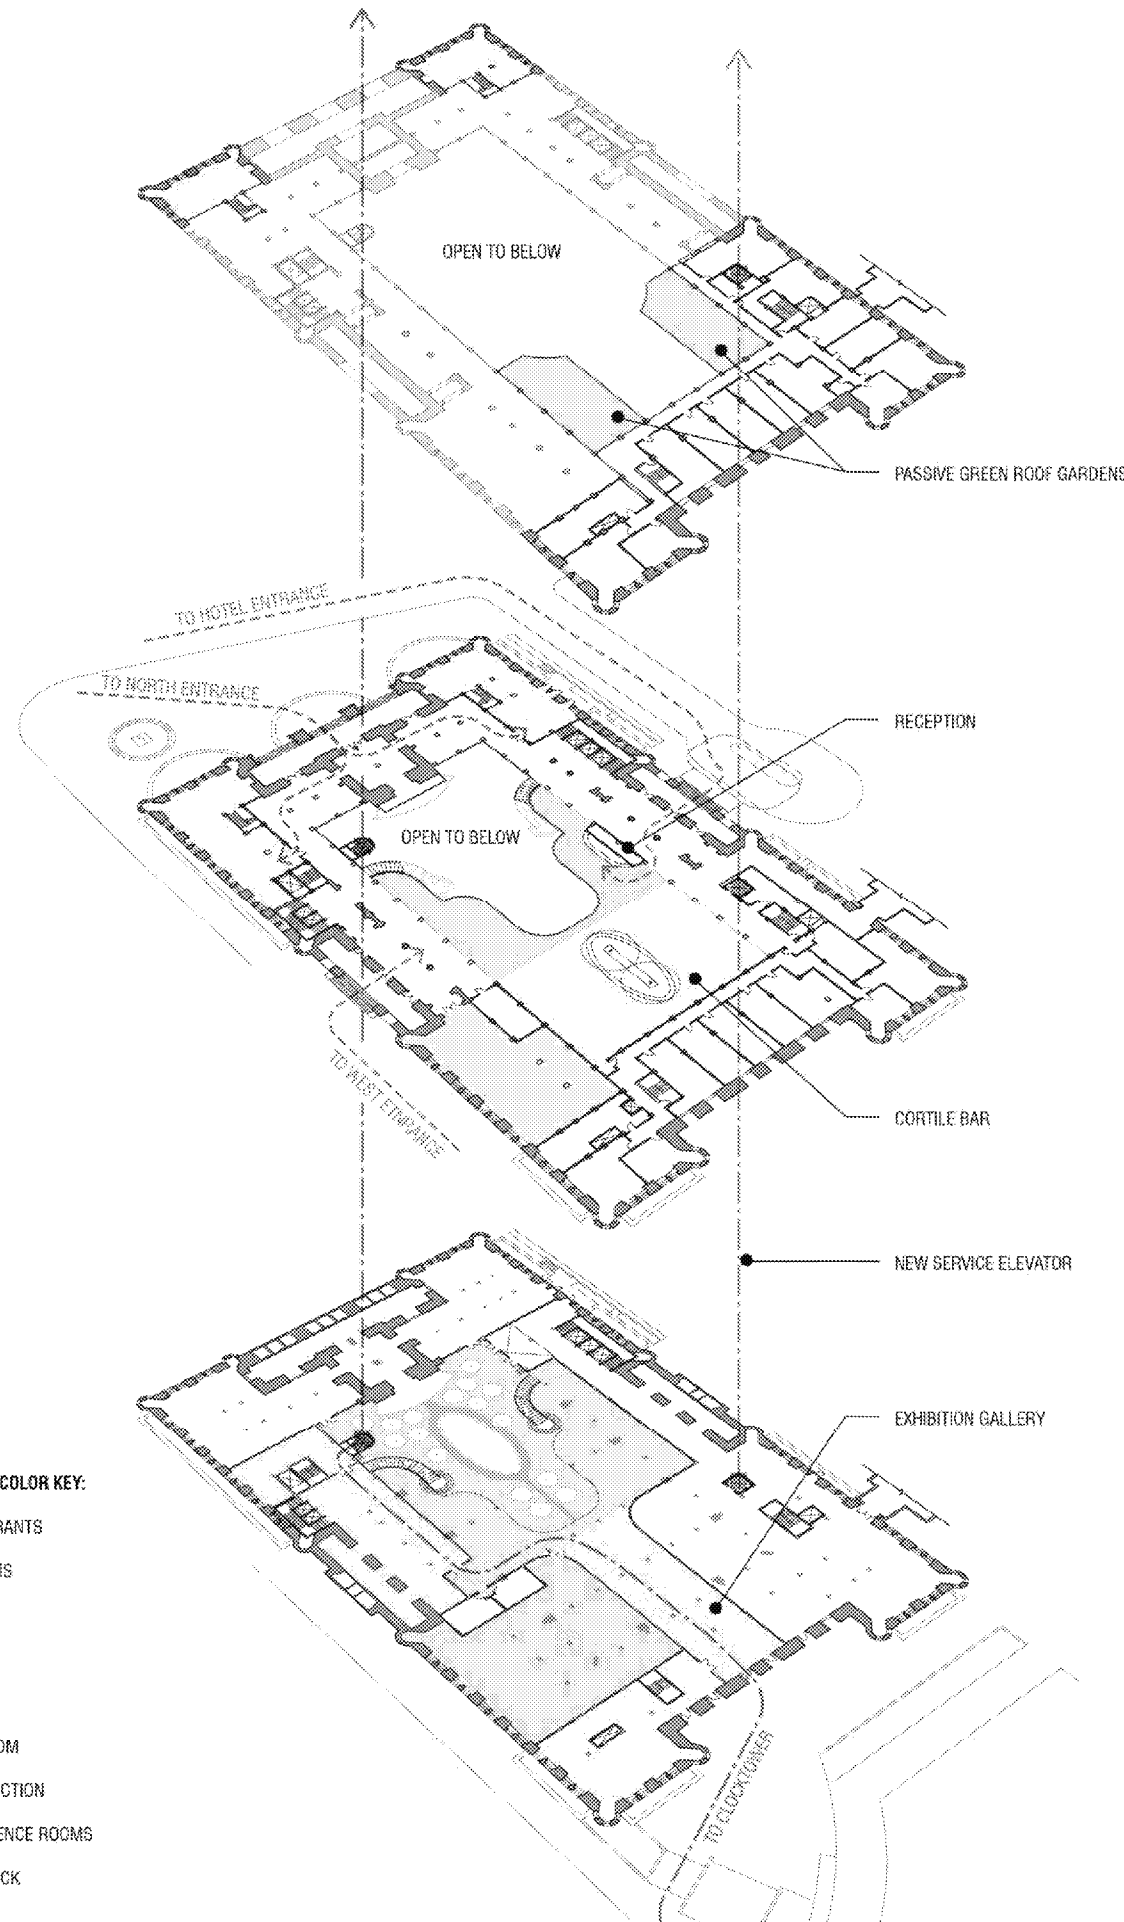 OPEN TO BELOW
PASSIVE GREEN ROOF GARDENS
TO HOTEL ENTRANCE
TO NORTH ENTRANCE
RECEPTION
OPEN TO BELOW
TO WEST ETNRANCE
CORTILE BAR
NEW SERVICE ELEVATOR
EXHIBITION GALLERY
COLOR KEY:
RANTS
IS
OM
CTION
ENCE ROOMS
CK
TO CLOCKTOWER